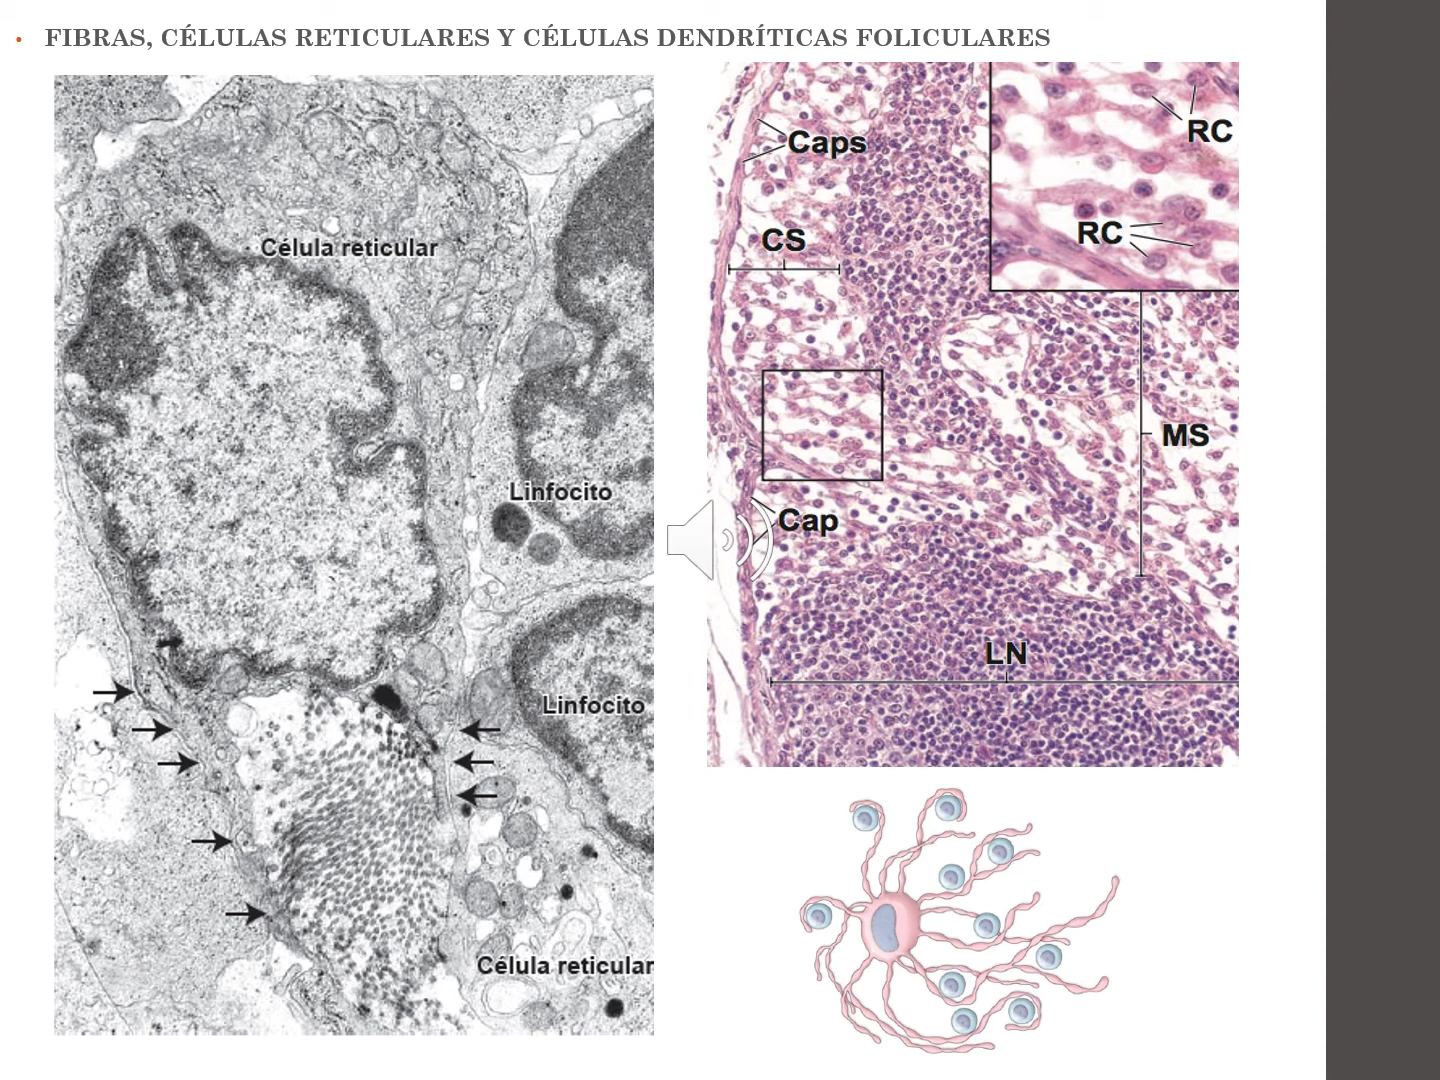 • FIBRAS, CÉLULAS RETICULARES Y CÉLULAS DENDRÍTICAS FOLICULARES
Célula reticular
Linfocito
Linfocito
Célula reticular
Caps
RC
RC
CS
MS
Cap
LN